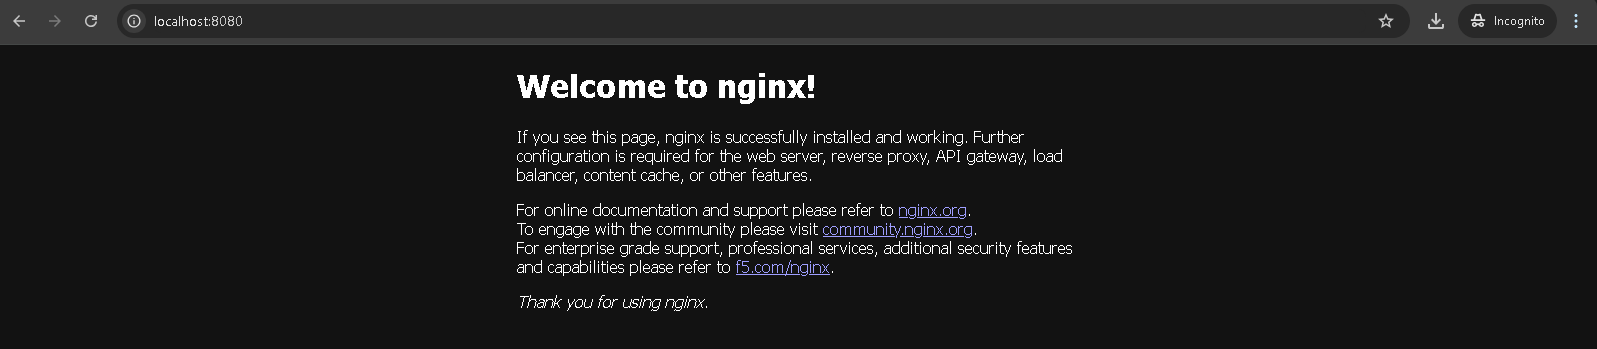 localhost:8080
Incognito
Welcome to nginx!
If you see this page, nginx is successfully installed and working. Further
configuration is required for the web server, reverse proxy, API gateway, load
balancer, content cache, or other features.
For online documentation and support please refer to nginx.org.
To engage with the community please visit community.nginx.org.
For enterprise grade support, professional services, additional security features
and capabilities please refer to f5.com/nginx.
Thank you for using nginx.